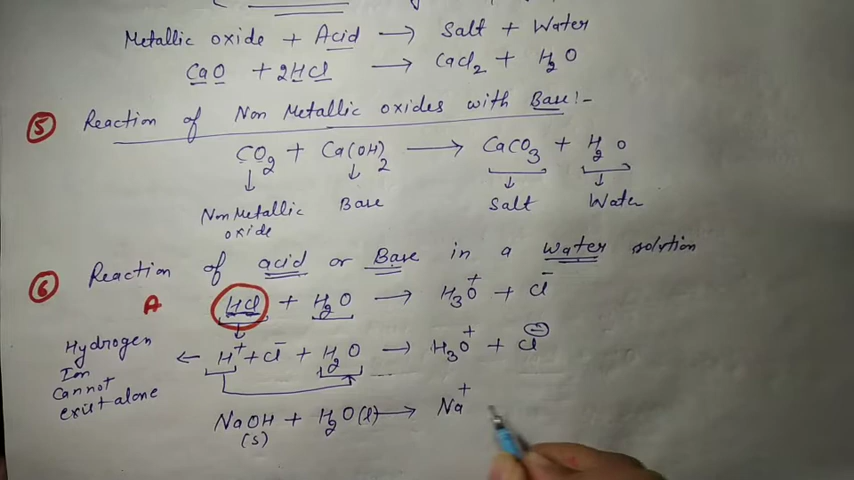 Metallic oxide + Acid → Salt + Water
CaO + 2HCl → CaCl2 + H2O
5 Reaction of Non Metallic oxides with Base:-
CO2 + Ca(OH)2 → CaCO3 + H2O
↓ ↓ ↓ ↓
Non Metallic oxide Base Salt Water
6 Reaction of acid or Base in a water solution
A HCl + H2O → H3O+ + Cl-
Hydrogen Ion Cannot exist alone ← H+ + Cl- + H2O → H3O+ + Cl-
NaOH (s) + H2O(l) → Na+